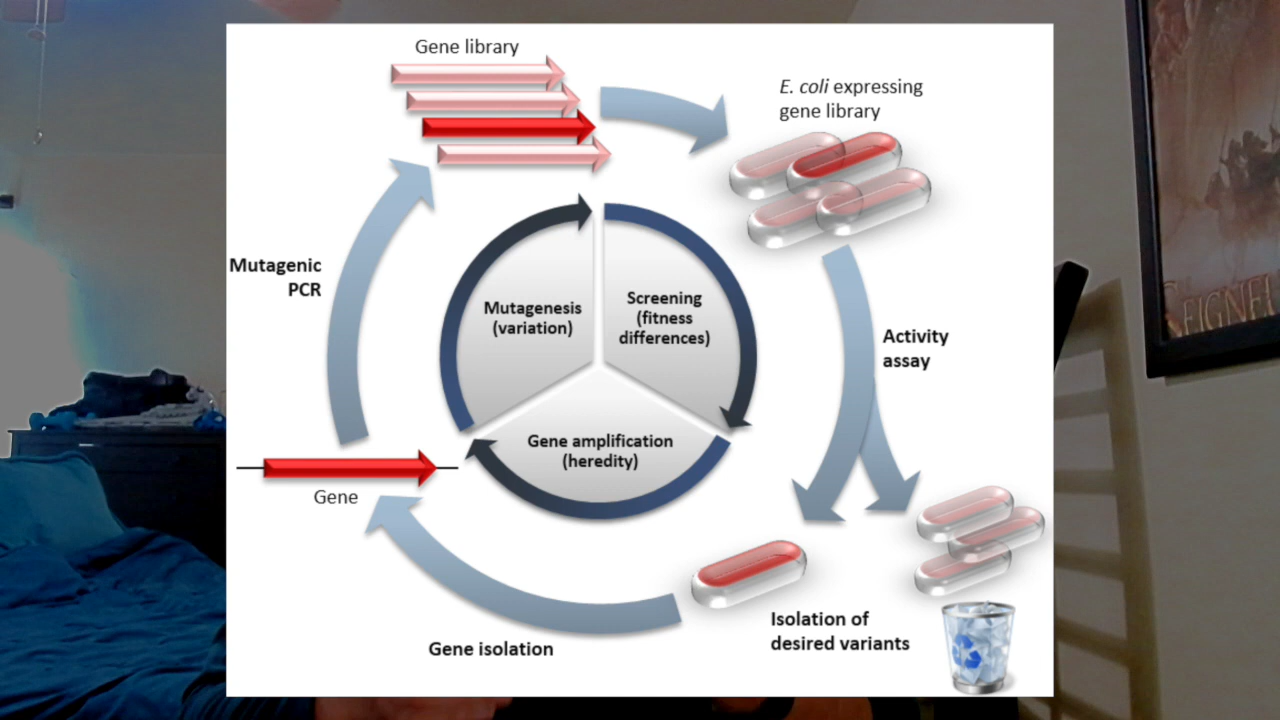 Gene library
E. coli expressing
gene library
Mutagenic
PCR
Mutagenesis
(variation)
Screening
(fitness
differences)
Activity
assay
Gene amplification
(heredity)
Gene
Isolation of
desired variants
Gene isolation